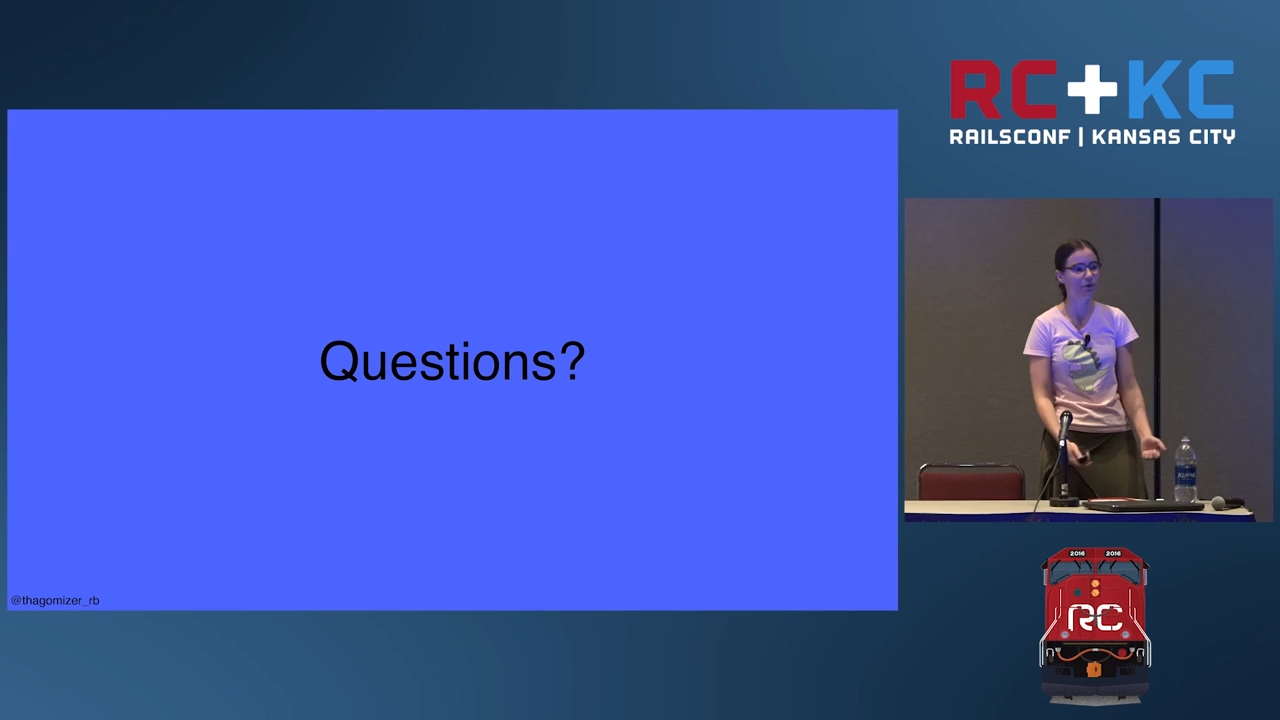 RC+KC
RAILSCONF | KANSAS CITY
Questions?
@thagomizer_rb
2016 2016
RC